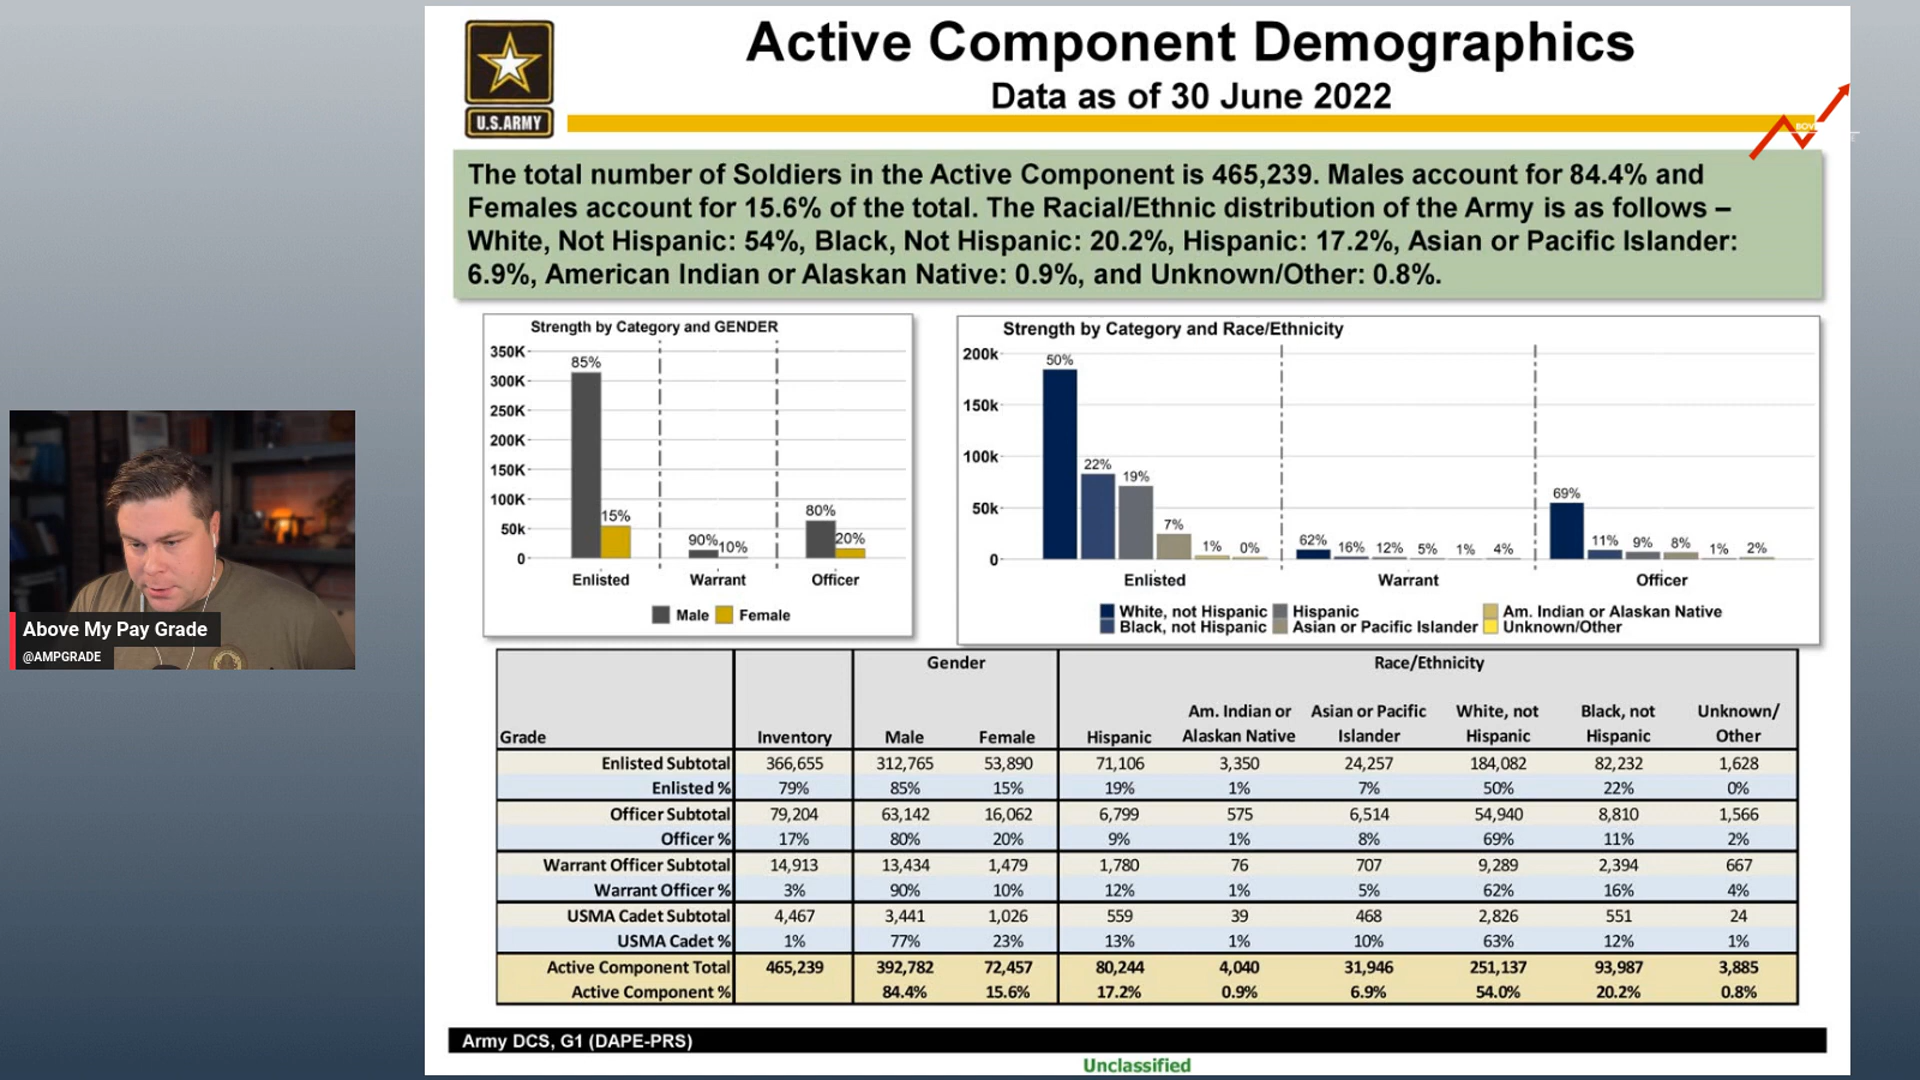 Active Component Demographics
Data as of 30 June 2022
U.S.ARMY
The total number of Soldiers in the Active Component is 465,239. Males account for 84.4% and
Females account for 15.6% of the total. The Racial/Ethnic distribution of the Army is as follows –
White, Not Hispanic: 54%, Black, Not Hispanic: 20.2%, Hispanic: 17.2%, Asian or Pacific Islander:
6.9%, American Indian or Alaskan Native: 0.9%, and Unknown/Other: 0.8%.
Strength by Category and GENDER
350K
300K
250K
200K
150K
100K
50k
0
85%
15%
90%
10%
80%
20%
Enlisted Warrant Officer
Male Female
Strength by Category and Race/Ethnicity
200k
150k
100k
50k
0
50%
22%
19%
7%
1%
0%
62% 16% 12% 5% 1% 4%
69%
11% 9% 8% 1% 2%
Enlisted Warrant Officer
White, not Hispanic Hispanic Am. Indian or Alaskan Native
Black, not Hispanic Asian or Pacific Islander Unknown/Other
Gender Race/Ethnicity
Am. Indian or Asian or Pacific White, not Black, not Unknown/
Grade Inventory Male Female Hispanic Alaskan Native Islander Hispanic Hispanic Other
Enlisted Subtotal 366,655 312,765 53,890 71,106 3,350 24,257 184,082 82,232 1,628
Enlisted % 79% 85% 15% 19% 1% 7% 50% 22% 0%
Officer Subtotal 79,204 63,142 16,062 6,799 575 6,514 54,940 8,810 1,566
Officer % 17% 80% 20% 9% 1% 8% 69% 11% 2%
Warrant Officer Subtotal 14,913 13,434 1,479 1,780 76 707 9,289 2,394 667
Warrant Officer % 3% 90% 10% 12% 1% 5% 62% 16% 4%
USMA Cadet Subtotal 4,467 3,441 1,026 559 39 468 2,826 551 24
USMA Cadet % 1% 77% 23% 13% 1% 10% 63% 12% 1%
Active Component Total 465,239 392,782 72,457 80,244 4,040 31,946 251,137 93,987 3,885
Active Component % 84.4% 15.6% 17.2% 0.9% 6.9% 54.0% 20.2% 0.8%
Army DCS, G1 (DAPE-PRS)
Unclassified
Above My Pay Grade
@AMPGRADE